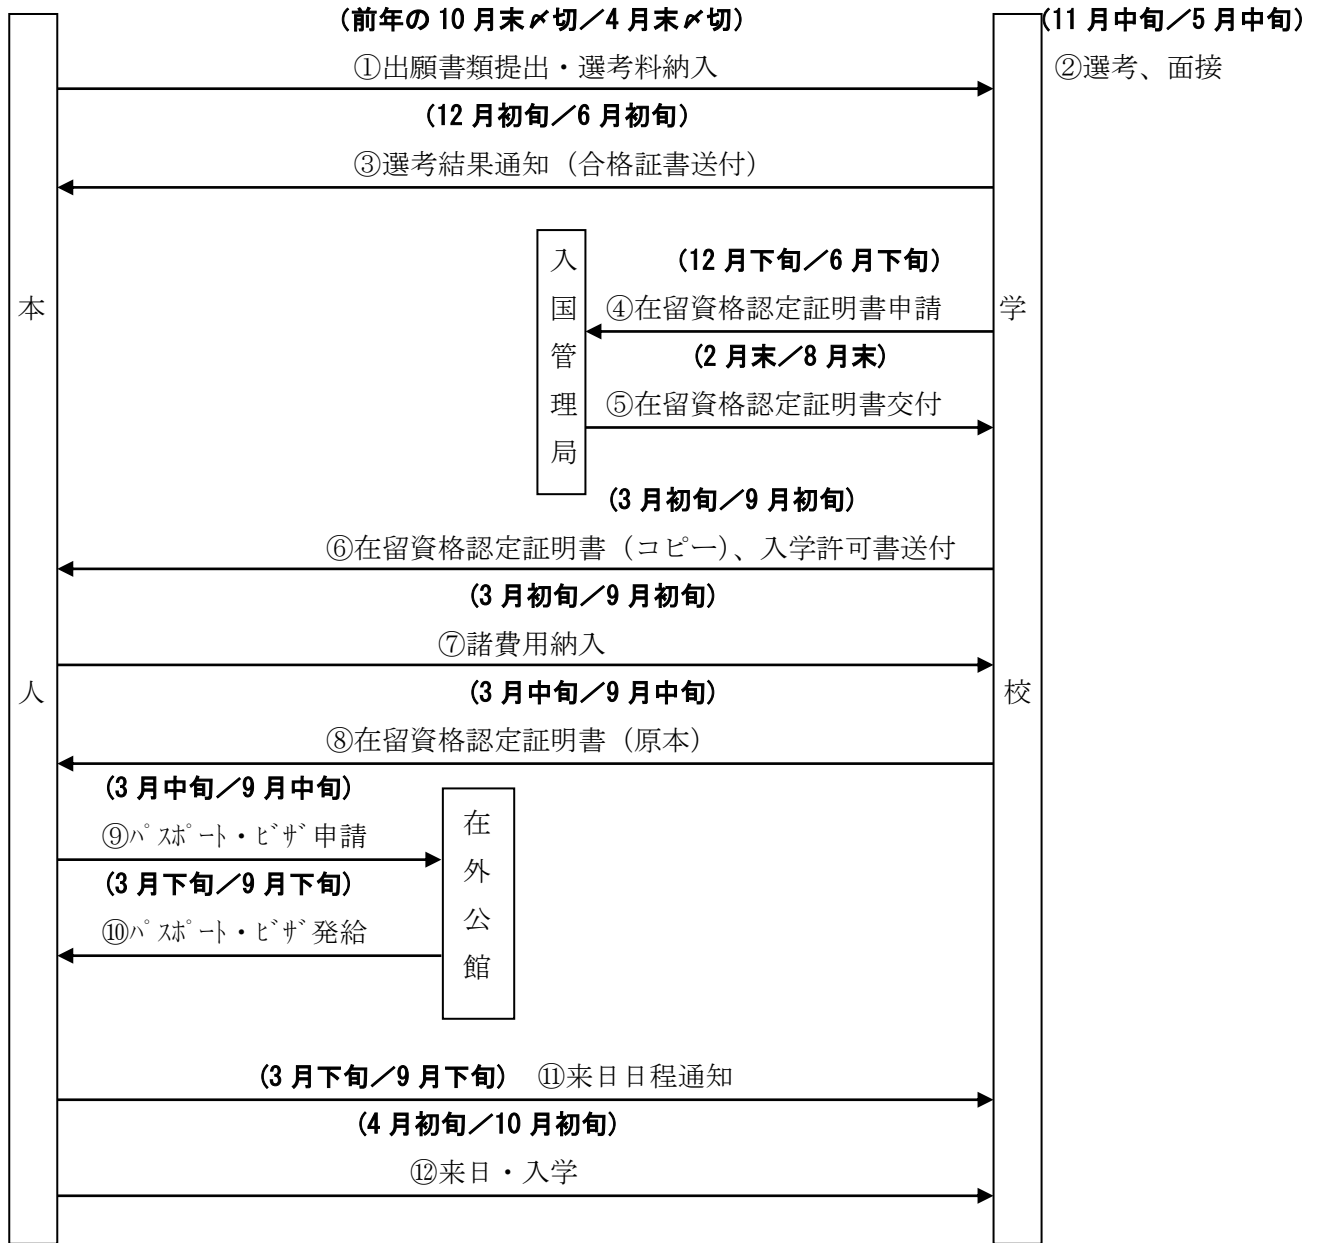 (前年の 10 月末〆切／4 月末〆切)
(11 月中旬／5 月中旬)
①出願書類提出・選考料納入
②選考、面接
(12 月初旬／6 月初旬)
③選考結果通知（合格証書送付）
入国管理局
(12 月下旬／6 月下旬)
④在留資格認定証明書申請
(2 月末／8 月末)
⑤在留資格認定証明書交付
本人
学校
(3 月初旬／9 月初旬)
⑥在留資格認定証明書（コピー）、入学許可書送付
(3 月初旬／9 月初旬)
⑦諸費用納入
(3 月中旬／9 月中旬)
⑧在留資格認定証明書（原本）
(3 月中旬／9 月中旬)
⑨ﾊﾟｽﾎﾟｰﾄ・ﾋﾞｻﾞ申請
在外公館
(3 月下旬／9 月下旬)
⑩ﾊﾟｽﾎﾟｰﾄ・ﾋﾞｻﾞ発給
(3 月下旬／9 月下旬) ⑪来日日程通知
(4 月初旬／10 月初旬)
⑫来日・入学